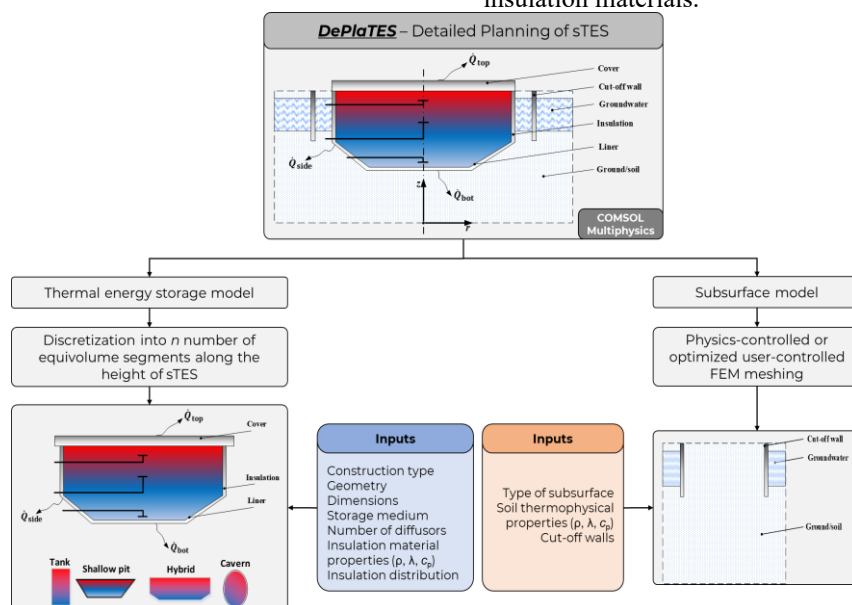 insulation materials.
DePlaTES – Detailed Planning of sTES
Q̇top
Cover
Cut-off wall
Groundwater
Insulation
Liner
Ground/soil
Q̇side
Q̇bot
z
r
COMSOL
Multiphysics
Thermal energy storage model
Subsurface model
Discretization into n number of
equivolume segments along the
height of sTES
Physics-controlled or
optimized user-controlled
FEM meshing
Q̇top
Cover
Insulation
Liner
Q̇side
Q̇bot
Tank
Shallow pit
Hybrid
Cavern
Inputs
Construction type
Geometry
Dimensions
Storage medium
Number of diffusors
Insulation material
properties (ρ, λ, cp)
Insulation distribution
Inputs
Type of subsurface
Soil thermophysical
properties (ρ, λ, cp)
Cut-off walls
Cut-off wall
Groundwater
Ground/soil